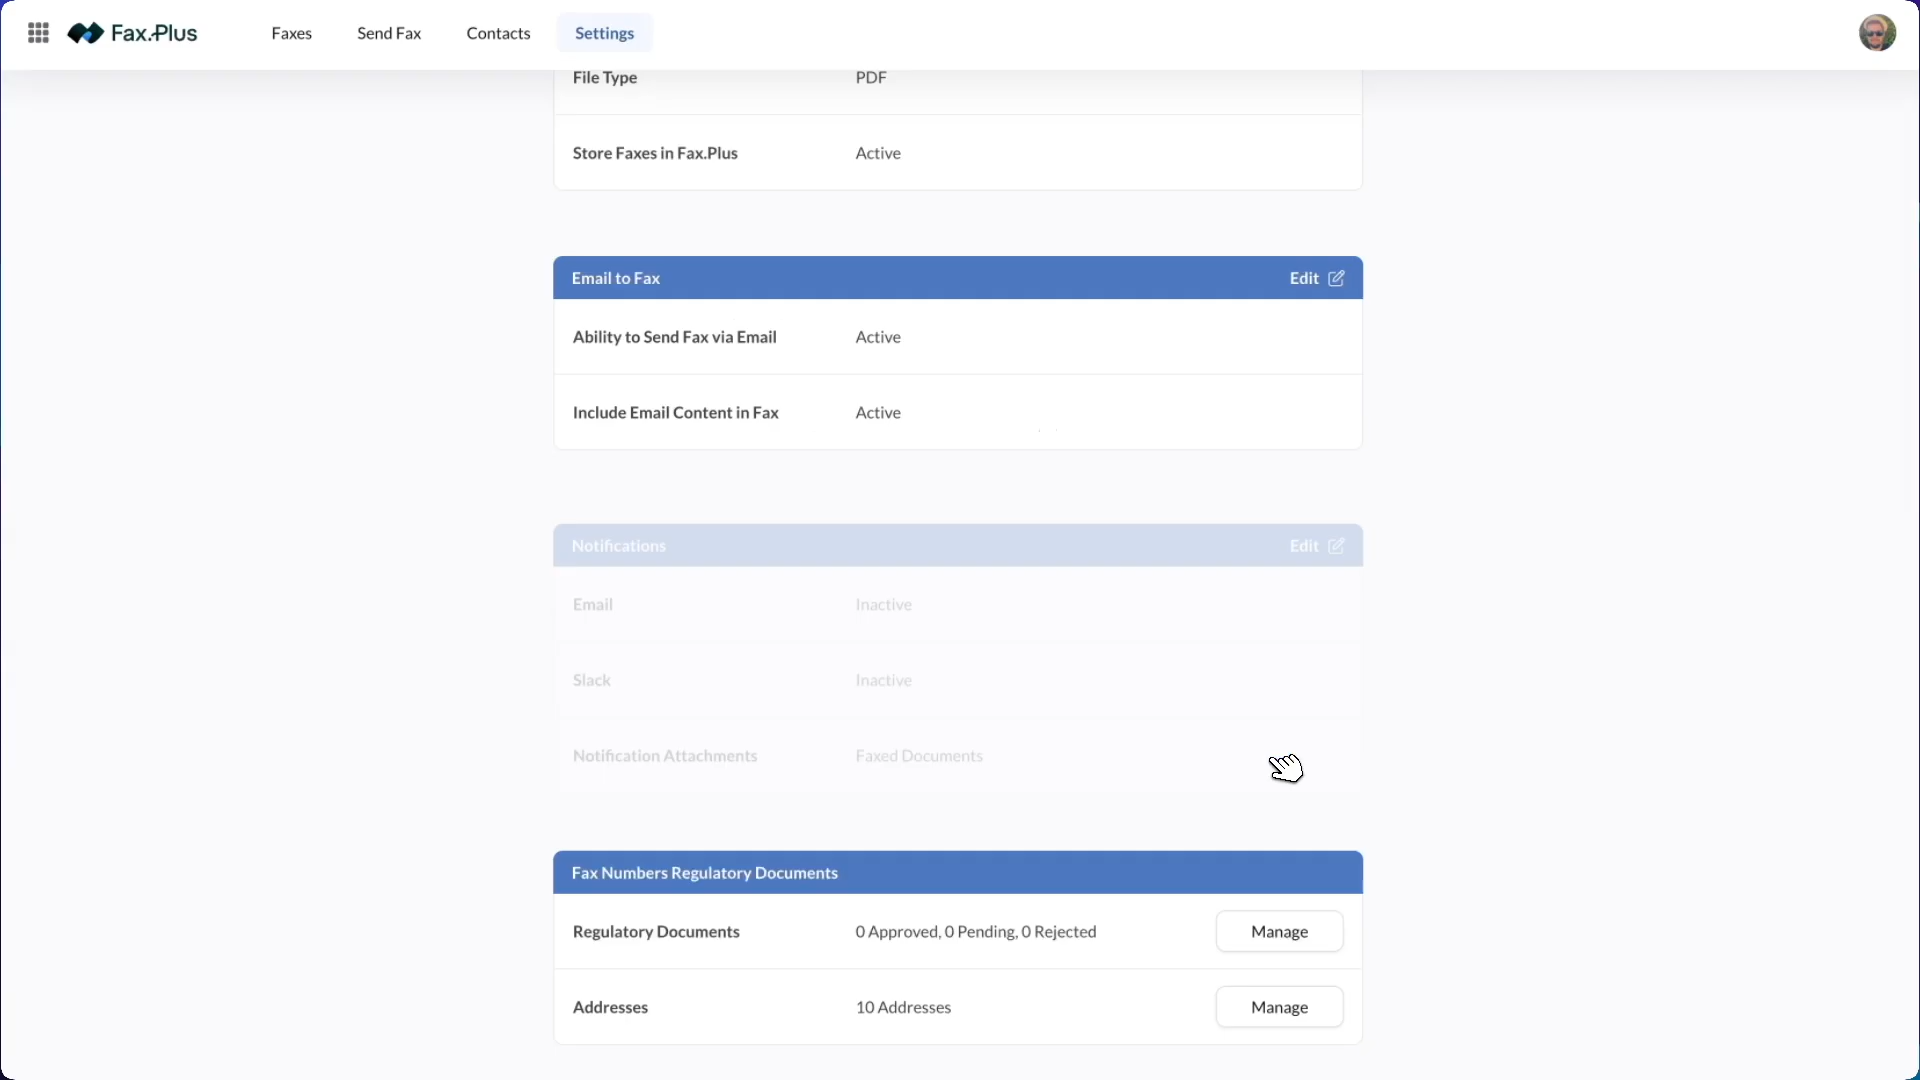 Fax.Plus
Faxes
Send Fax
Contacts
Settings
File Type PDF
Store Faxes in Fax.Plus Active
Email to Fax Edit
Ability to Send Fax via Email Active
Include Email Content in Fax Active
Notifications Edit
Email Inactive
Slack Inactive
Notification Attachments Faxed Documents
Fax Numbers Regulatory Documents
Regulatory Documents 0 Approved, 0 Pending, 0 Rejected Manage
Addresses 10 Addresses Manage